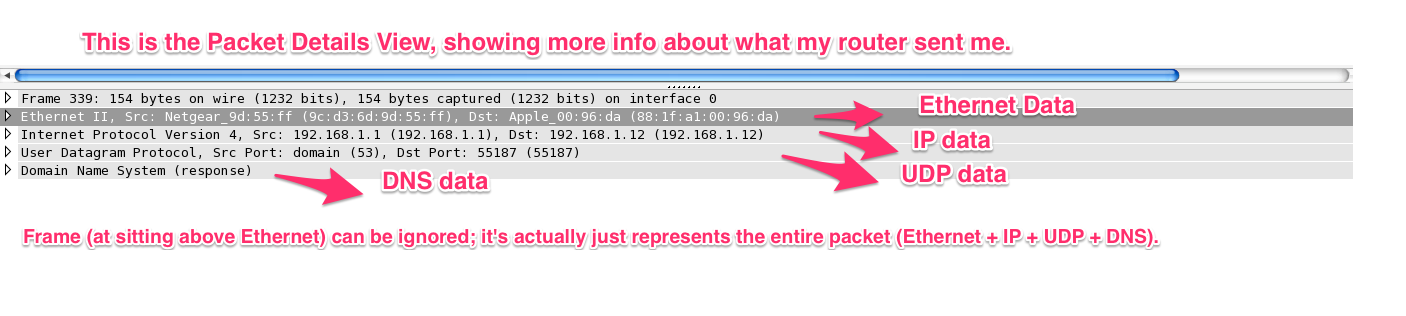 This is the Packet Details View, showing more info about what my router sent me.
Frame 339: 154 bytes on wire (1232 bits), 154 bytes captured (1232 bits) on interface 0
Ethernet II, Src: Netgear_9d:55:ff (9c:d3:6d:9d:55:ff), Dst: Apple_00:96:da (88:1f:a1:00:96:da)
Ethernet Data
Internet Protocol Version 4, Src: 192.168.1.1 (192.168.1.1), Dst: 192.168.1.12 (192.168.1.12)
IP data
User Datagram Protocol, Src Port: domain (53), Dst Port: 55187 (55187)
UDP data
Domain Name System (response)
DNS data
Frame (at sitting above Ethernet) can be ignored; it's actually just represents the entire packet (Ethernet + IP + UDP + DNS).